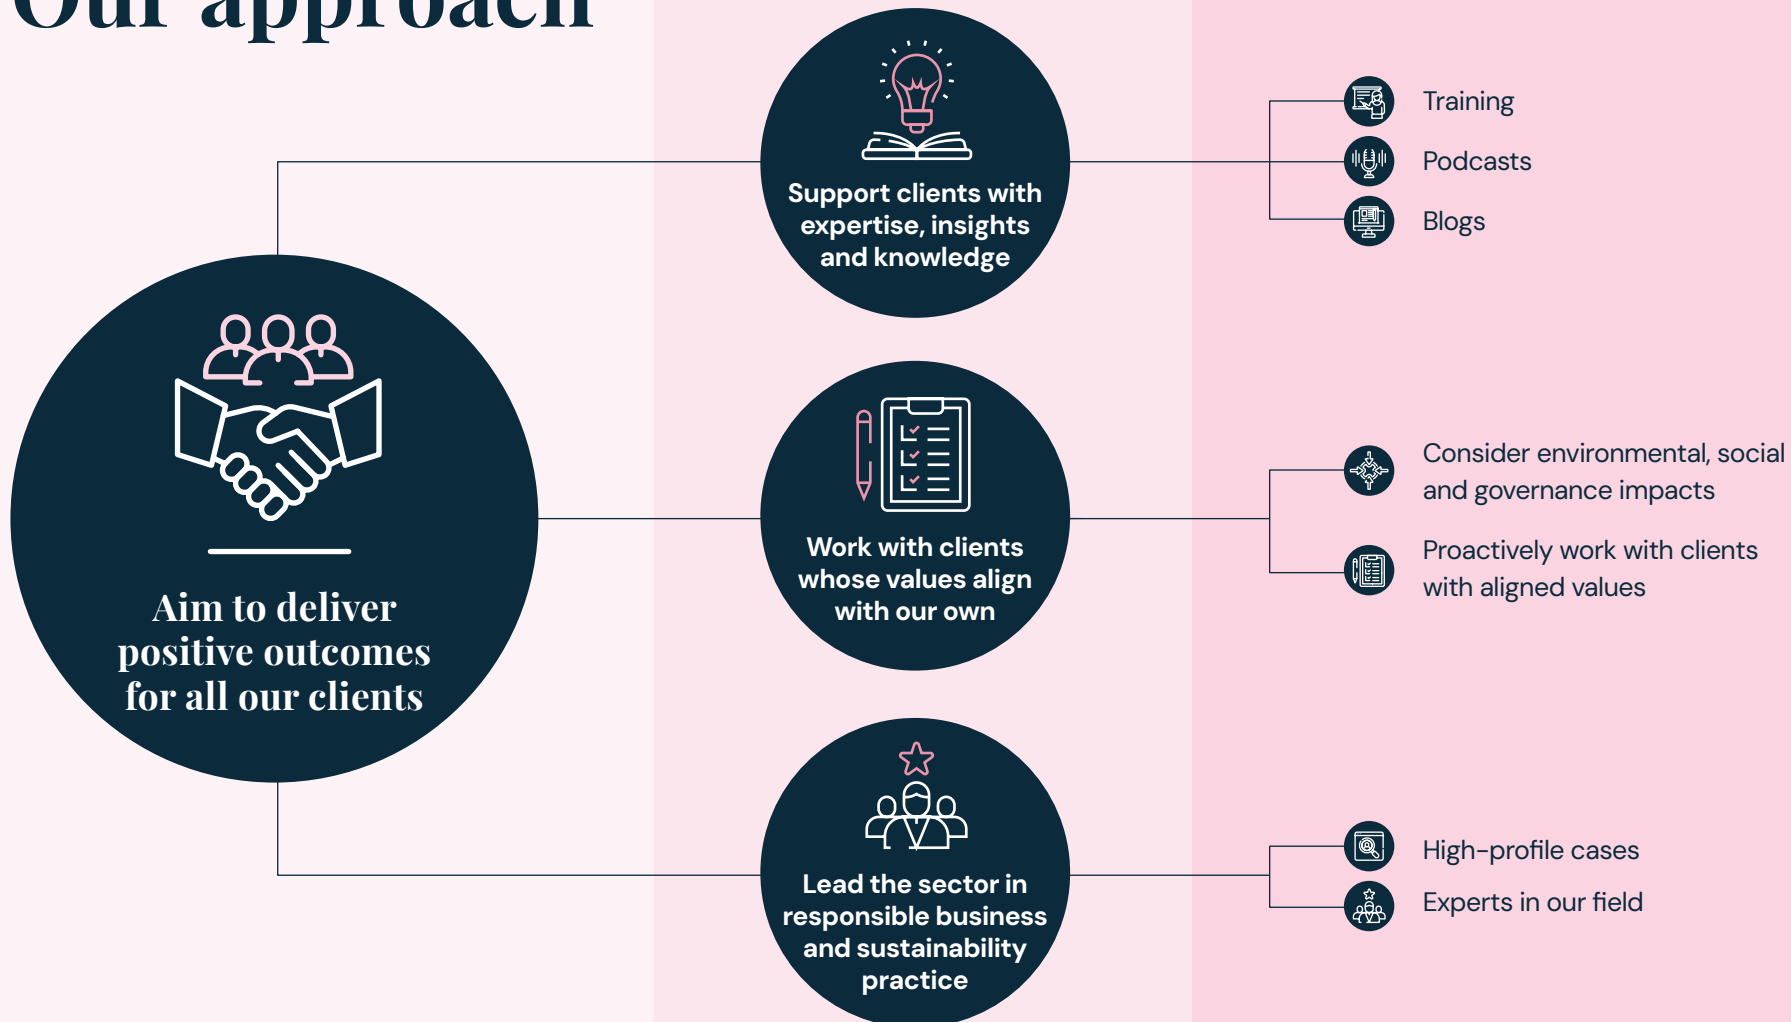 Our approach
Aim to deliver
positive outcomes
for all our clients
Support clients with
expertise, insights
and knowledge
Training
Podcasts
Blogs
Work with clients
whose values align
with our own
Consider environmental, social
and governance impacts
Proactively work with clients
with aligned values
Lead the sector in
responsible business
and sustainability
practice
High-profile cases
Experts in our field